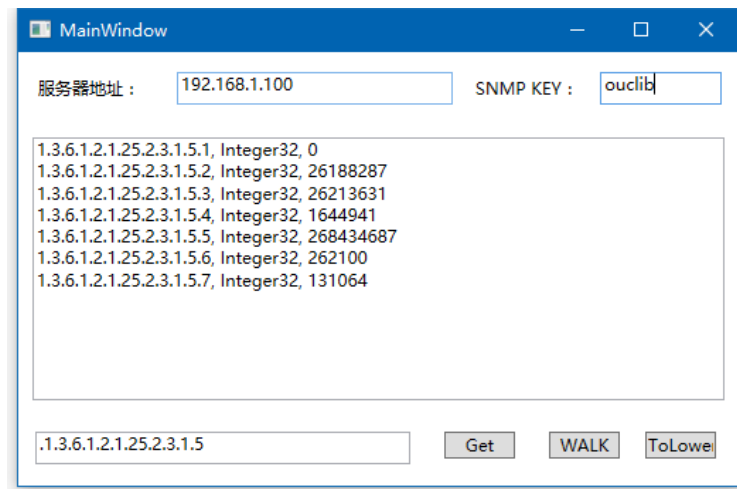 MainWindow
服务器地址： 192.168.1.100 SNMP KEY： ouclib
1.3.6.1.2.1.25.2.3.1.5.1, Integer32, 0
1.3.6.1.2.1.25.2.3.1.5.2, Integer32, 26188287
1.3.6.1.2.1.25.2.3.1.5.3, Integer32, 26213631
1.3.6.1.2.1.25.2.3.1.5.4, Integer32, 1644941
1.3.6.1.2.1.25.2.3.1.5.5, Integer32, 268434687
1.3.6.1.2.1.25.2.3.1.5.6, Integer32, 262100
1.3.6.1.2.1.25.2.3.1.5.7, Integer32, 131064
.1.3.6.1.2.1.25.2.3.1.5 Get WALK ToLower